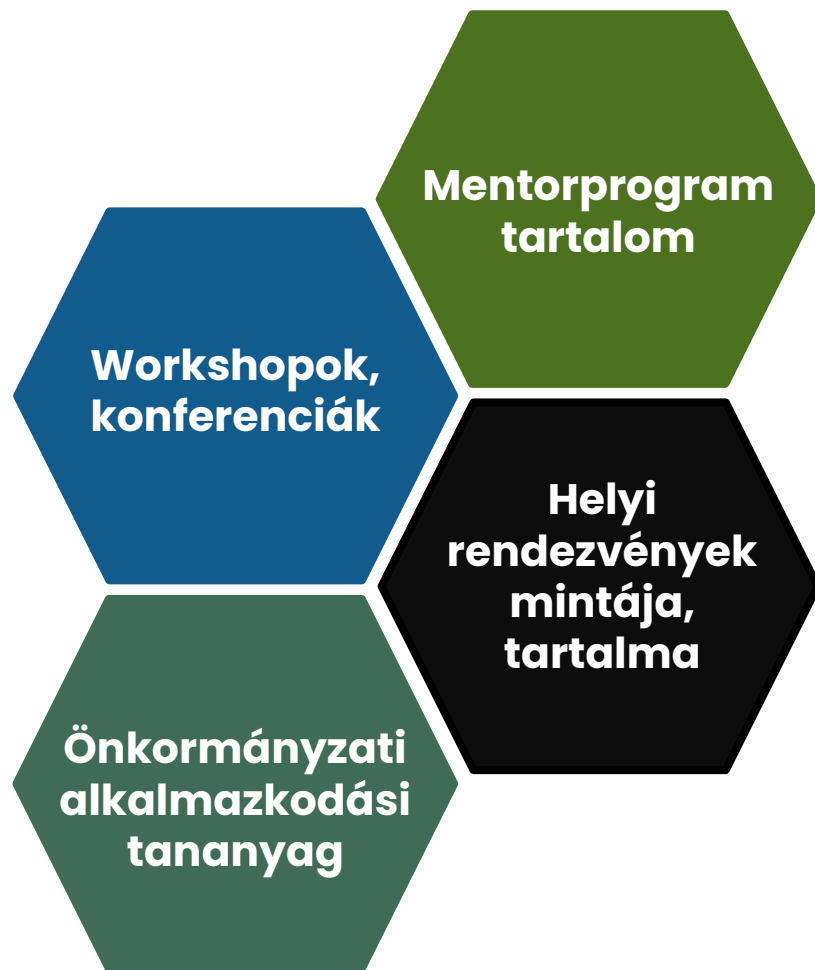 Mentorprogram
tartalom
Workshopok,
konferenciák
Helyi
rendezvények
mintája,
tartalma
Önkormányzati
alkalmazkodási
tananyag